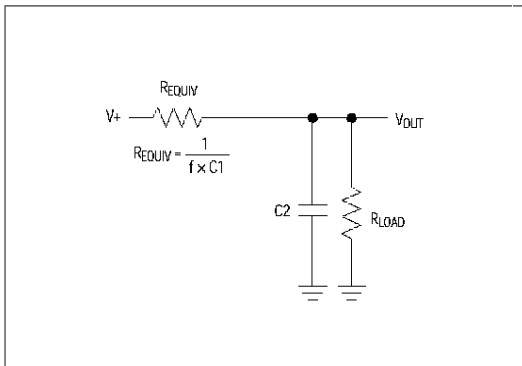 REQUIV
V+
VOUT
REQUIV = 1
f × C1
C2
RLOAD